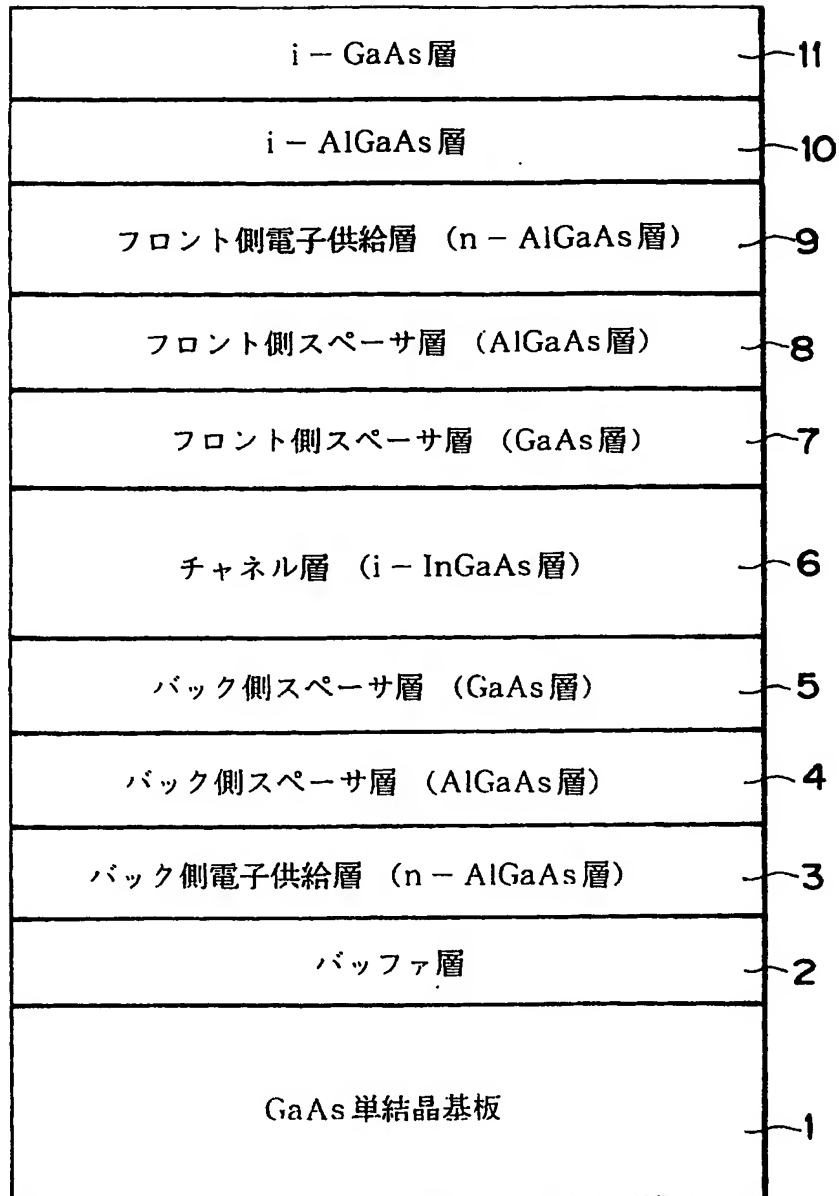 i－GaAs層 11
i－AlGaAs層 10
フロント側電子供給層 (n－AlGaAs層) 9
フロント側スペーサ層 (AlGaAs層) 8
フロント側スペーサ層 (GaAs層) 7
チャネル層 (i－InGaAs層) 6
バック側スペーサ層 (GaAs層) 5
バック側スペーサ層 (AlGaAs層) 4
バック側電子供給層 (n－AlGaAs層) 3
バッファ層 2
GaAs単結晶基板 1